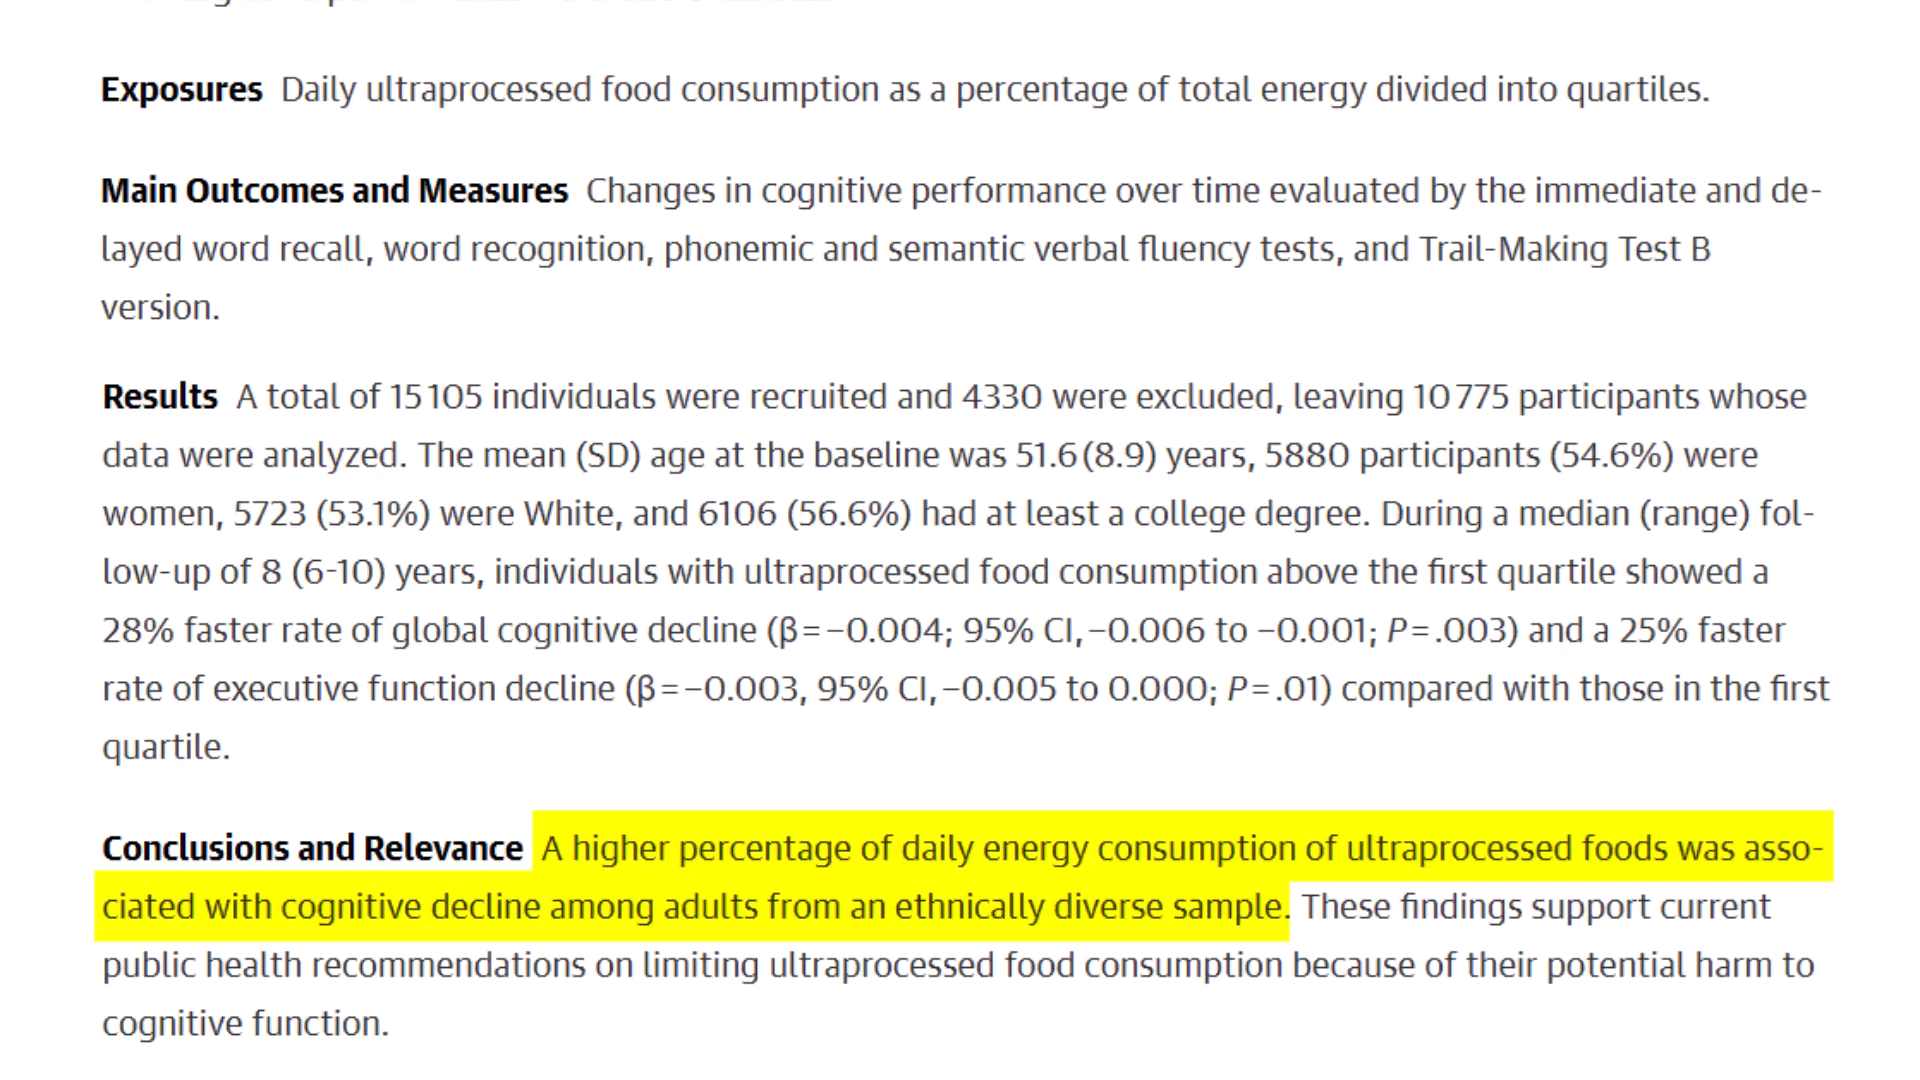 Exposures Daily ultraprocessed food consumption as a percentage of total energy divided into quartiles.
Main Outcomes and Measures Changes in cognitive performance over time evaluated by the immediate and de-
layed word recall, word recognition, phonemic and semantic verbal fluency tests, and Trail-Making Test B
version.
Results A total of 15 105 individuals were recruited and 4330 were excluded, leaving 10 775 participants whose
data were analyzed. The mean (SD) age at the baseline was 51.6 (8.9) years, 5880 participants (54.6%) were
women, 5723 (53.1%) were White, and 6106 (56.6%) had at least a college degree. During a median (range) fol-
low-up of 8 (6-10) years, individuals with ultraprocessed food consumption above the first quartile showed a
28% faster rate of global cognitive decline (β = −0.004; 95% CI, −0.006 to −0.001; P = .003) and a 25% faster
rate of executive function decline (β = −0.003, 95% CI, −0.005 to 0.000; P = .01) compared with those in the first
quartile.
Conclusions and Relevance A higher percentage of daily energy consumption of ultraprocessed foods was asso-
ciated with cognitive decline among adults from an ethnically diverse sample. These findings support current
public health recommendations on limiting ultraprocessed food consumption because of their potential harm to
cognitive function.